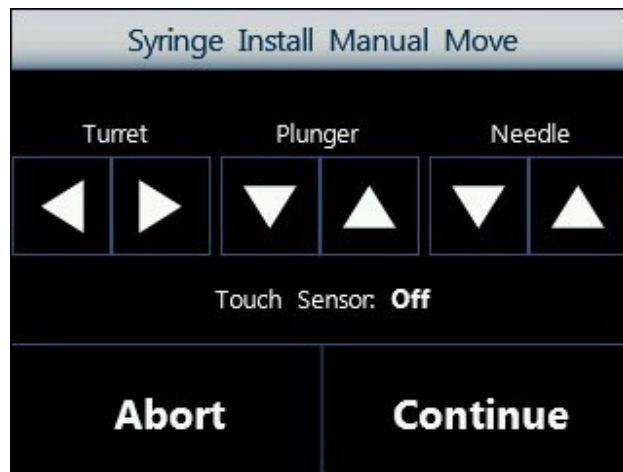 Syringe Install Manual Move
Turret Plunger Needle
Touch Sensor: Off
Abort Continue